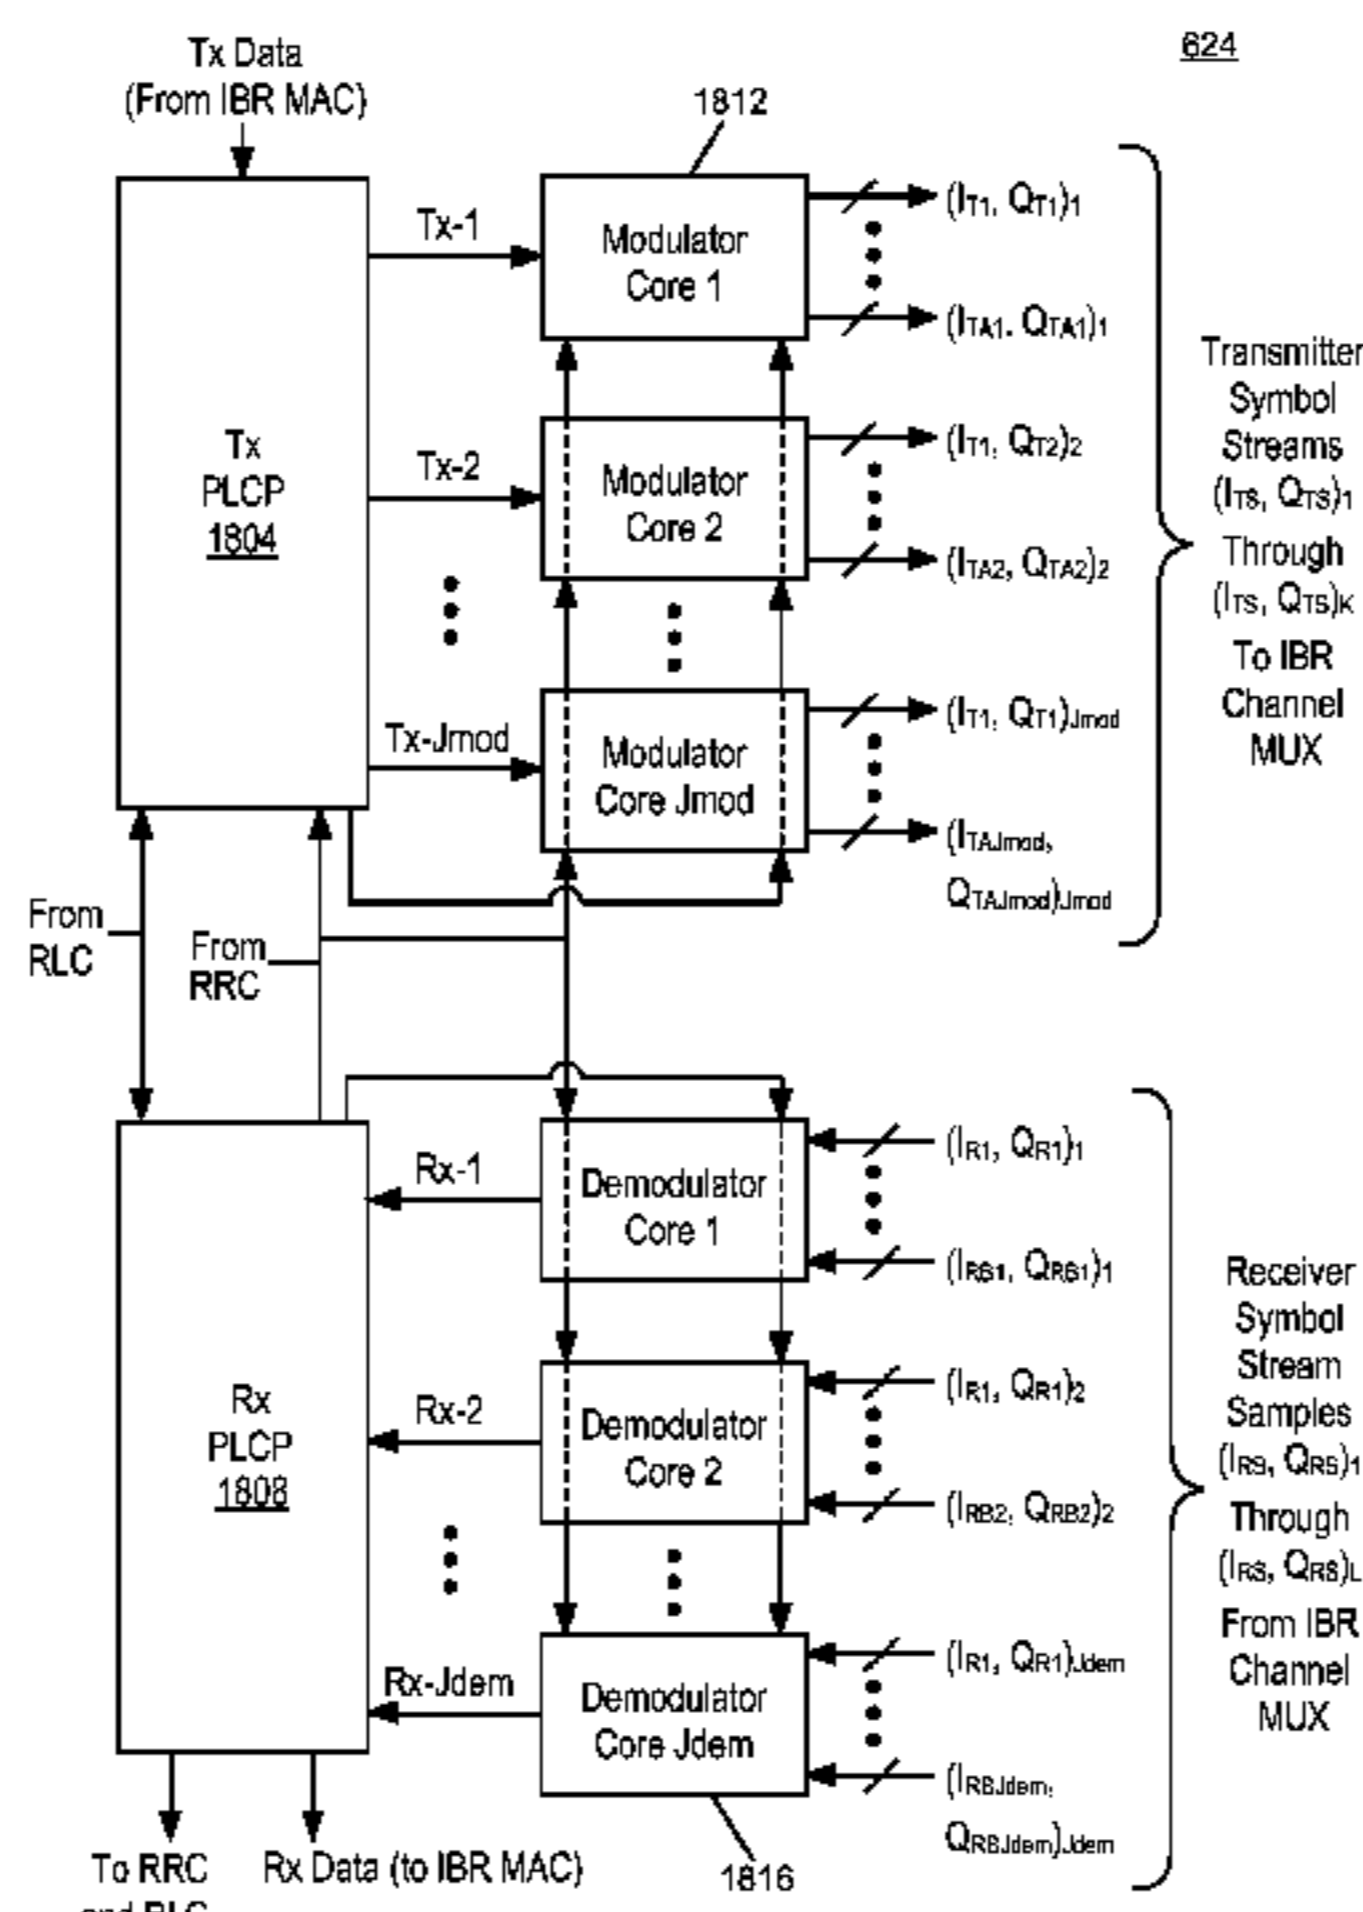 624
Tx Data
(From IBR MAC)
1812
Tx
PLCP
1804
Tx-1
Modulator
Core 1
(IT1, QT1)1
(ITA1. QTA1)1
Tx-2
Modulator
Core 2
(IT1, QT2)2
(ITA2, QTA2)2
Tx-Jmod
Modulator
Core Jmod
(IT1, QT1)Jmod
(ITAJmod,
QTAJmod)Jmod
Transmitter
Symbol
Streams
(ITS, QTS)1
Through
(ITS, QTS)K
To IBR
Channel
MUX
From
RLC
From
RRC
Rx
PLCP
1808
Rx-1
Demodulator
Core 1
(IR1, QR1)1
Rx-2
Demodulator
Core 2
(IR1, QR1)2
(IRB2, QRB2)2
Rx-Jdem
Demodulator
Core Jdem
(IR1, QR1)Jdem
(IRBJdem,
QRBJdem)Jdem
Receiver
Symbol
Stream
Samples
(IRS, QRS)1
Through
(IRS, QRS)L
From IBR
Channel
MUX
1816
To RRC
Rx Data (to IBR MAC)